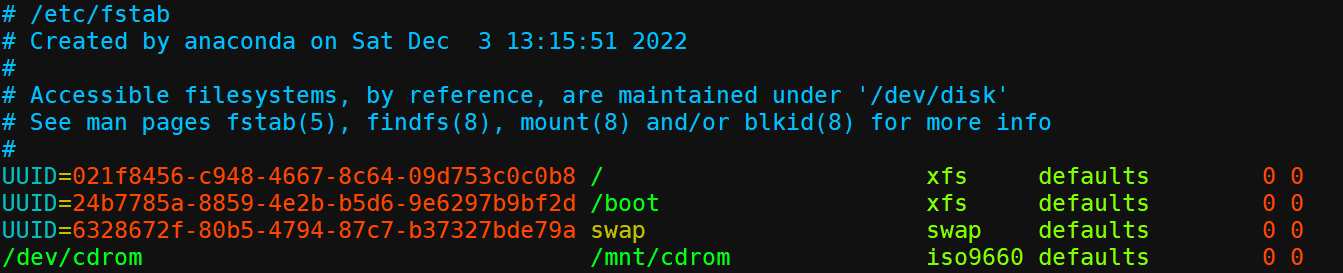 # /etc/fstab
# Created by anaconda on Sat Dec  3 13:15:51 2022
#
# Accessible filesystems, by reference, are maintained under '/dev/disk'
# See man pages fstab(5), findfs(8), mount(8) and/or blkid(8) for more info
#
UUID=021f8456-c948-4667-8c64-09d753c0c0b8 /                       xfs     defaults        0 0
UUID=24b7785a-8859-4e2b-b5d6-9e6297b9bf2d /boot                   xfs     defaults        0 0
UUID=6328672f-80b5-4794-87c7-b37327bde79a swap                    swap    defaults        0 0
/dev/cdrom                                /mnt/cdrom              iso9660 defaults        0 0